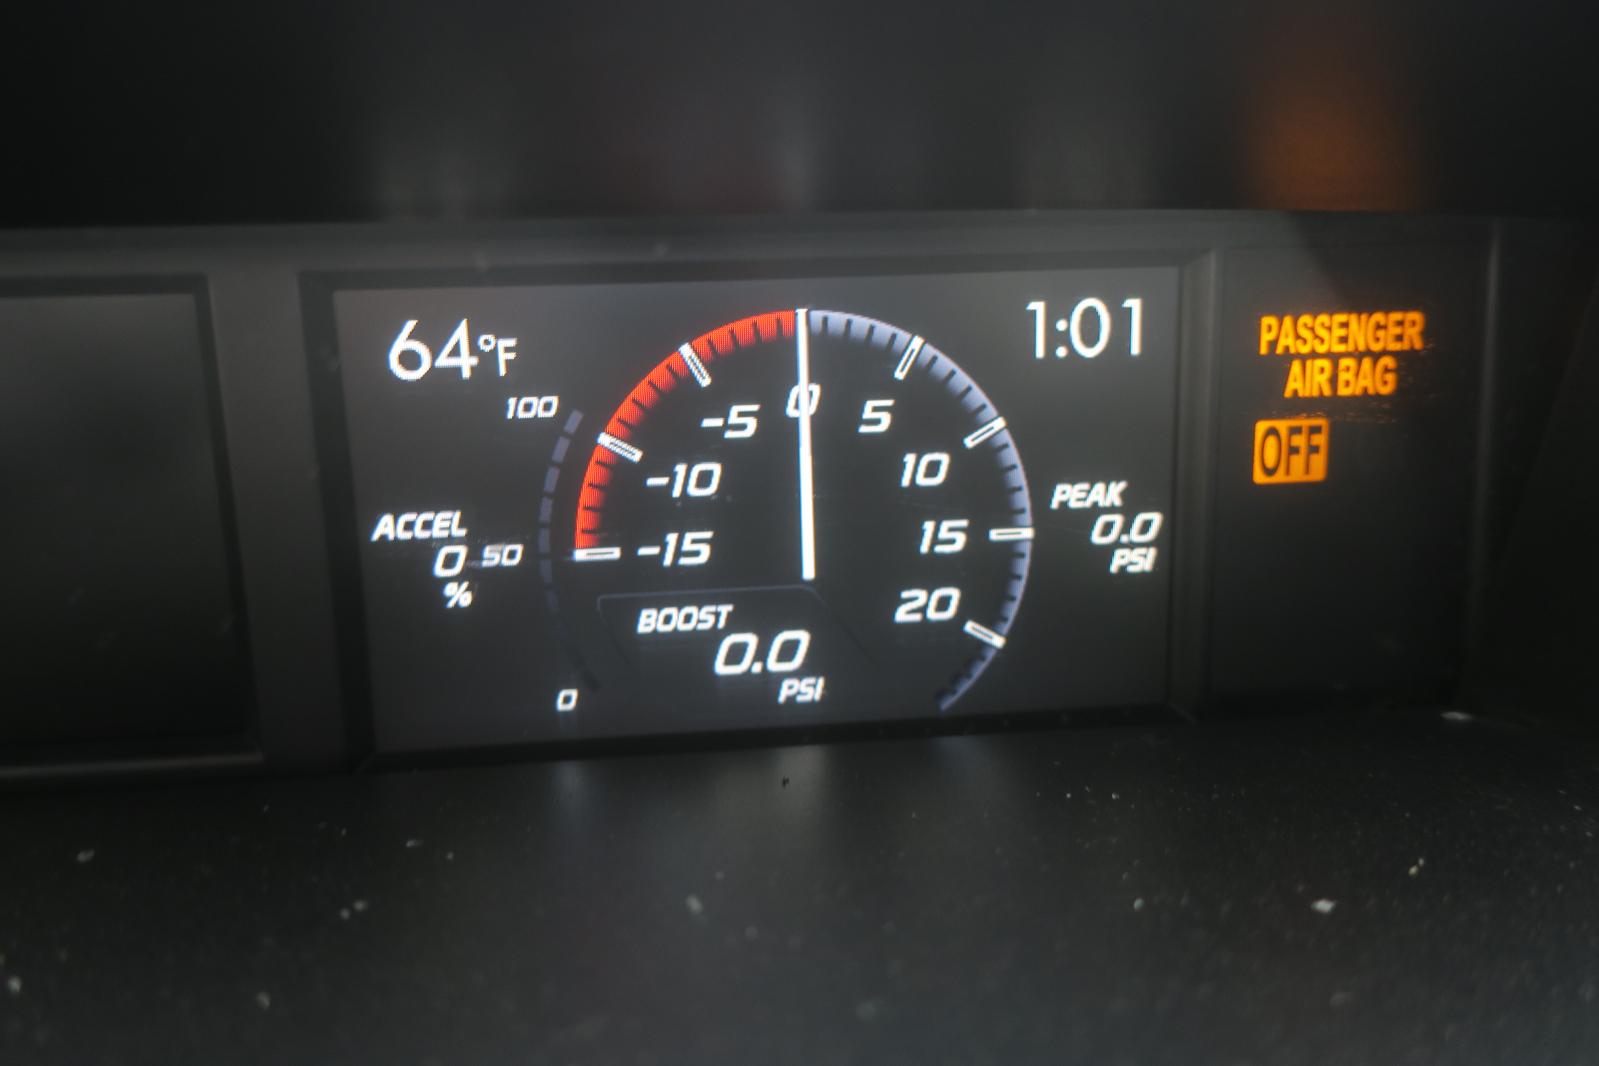 64°F
1:01
PASSENGER
AIR BAG
OFF
100
-5
0
5
-10
10
PEAK
0.0
PSI
ACCEL
0
%
50
-15
15
20
BOOST
0.0
PSI
0